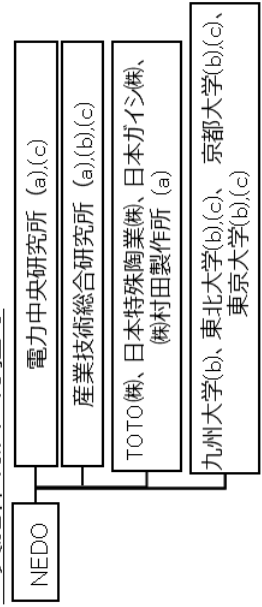 NEDO
電力中央研究所 (a),(c)
産業技術総合研究所 (a),(b),(c)
TOTO㈱、日本特殊陶業㈱、日本ガイシ㈱、
㈱村田製作所 (a)
九州大学(b)、東北大学(b),(c)、 京都大学(b),(c)、
東京大学(b),(c)